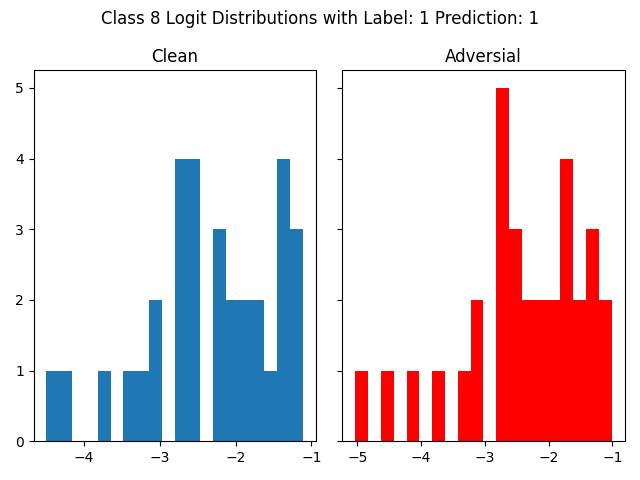 Class 8 Logit Distributions with Label: 1 Prediction: 1
Clean
Adversial
5
4
3
2
1
0
−4 −3 −2 −1
−5 −4 −3 −2 −1